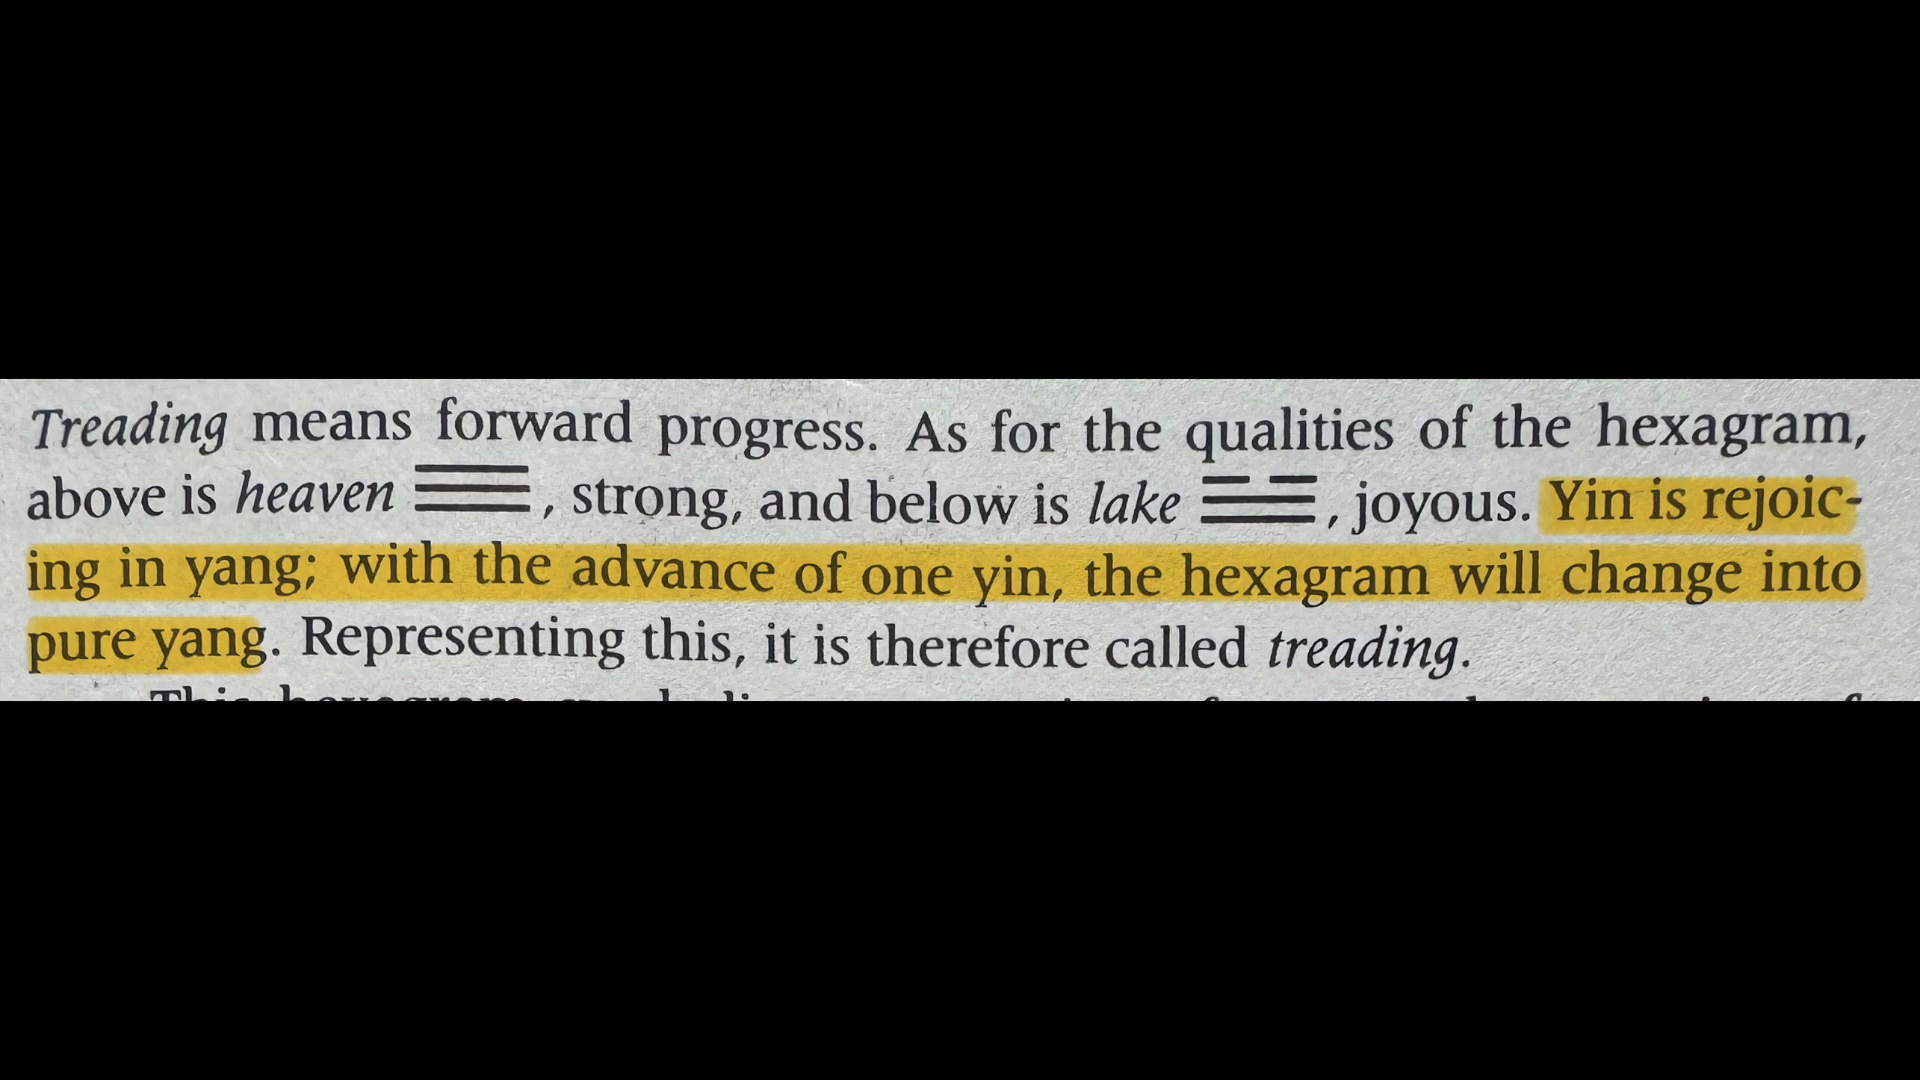 Treading means forward progress. As for the qualities of the hexagram,
above is heaven ☰, strong, and below is lake ☱, joyous. Yin is rejoic-
ing in yang; with the advance of one yin, the hexagram will change into
pure yang. Representing this, it is therefore called treading.
This hexagram